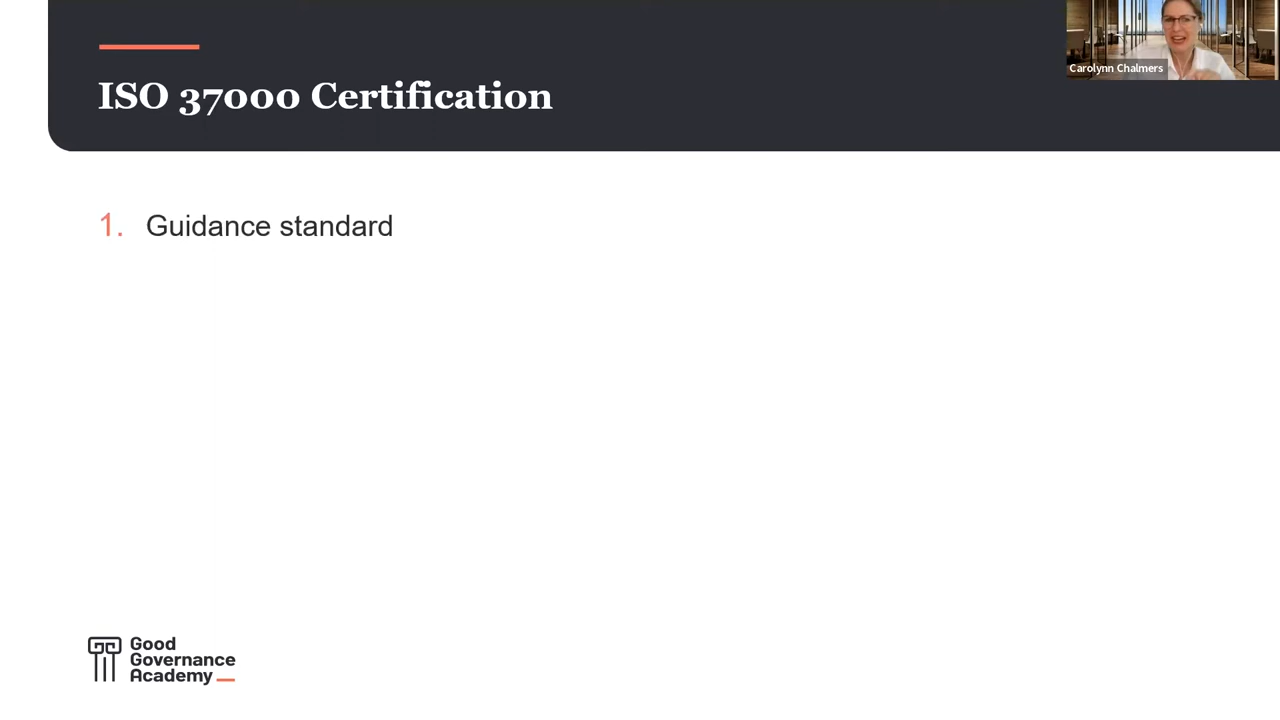 Carolynn Chalmers
ISO 37000 Certification
1. Guidance standard
Good
Governance
Academy